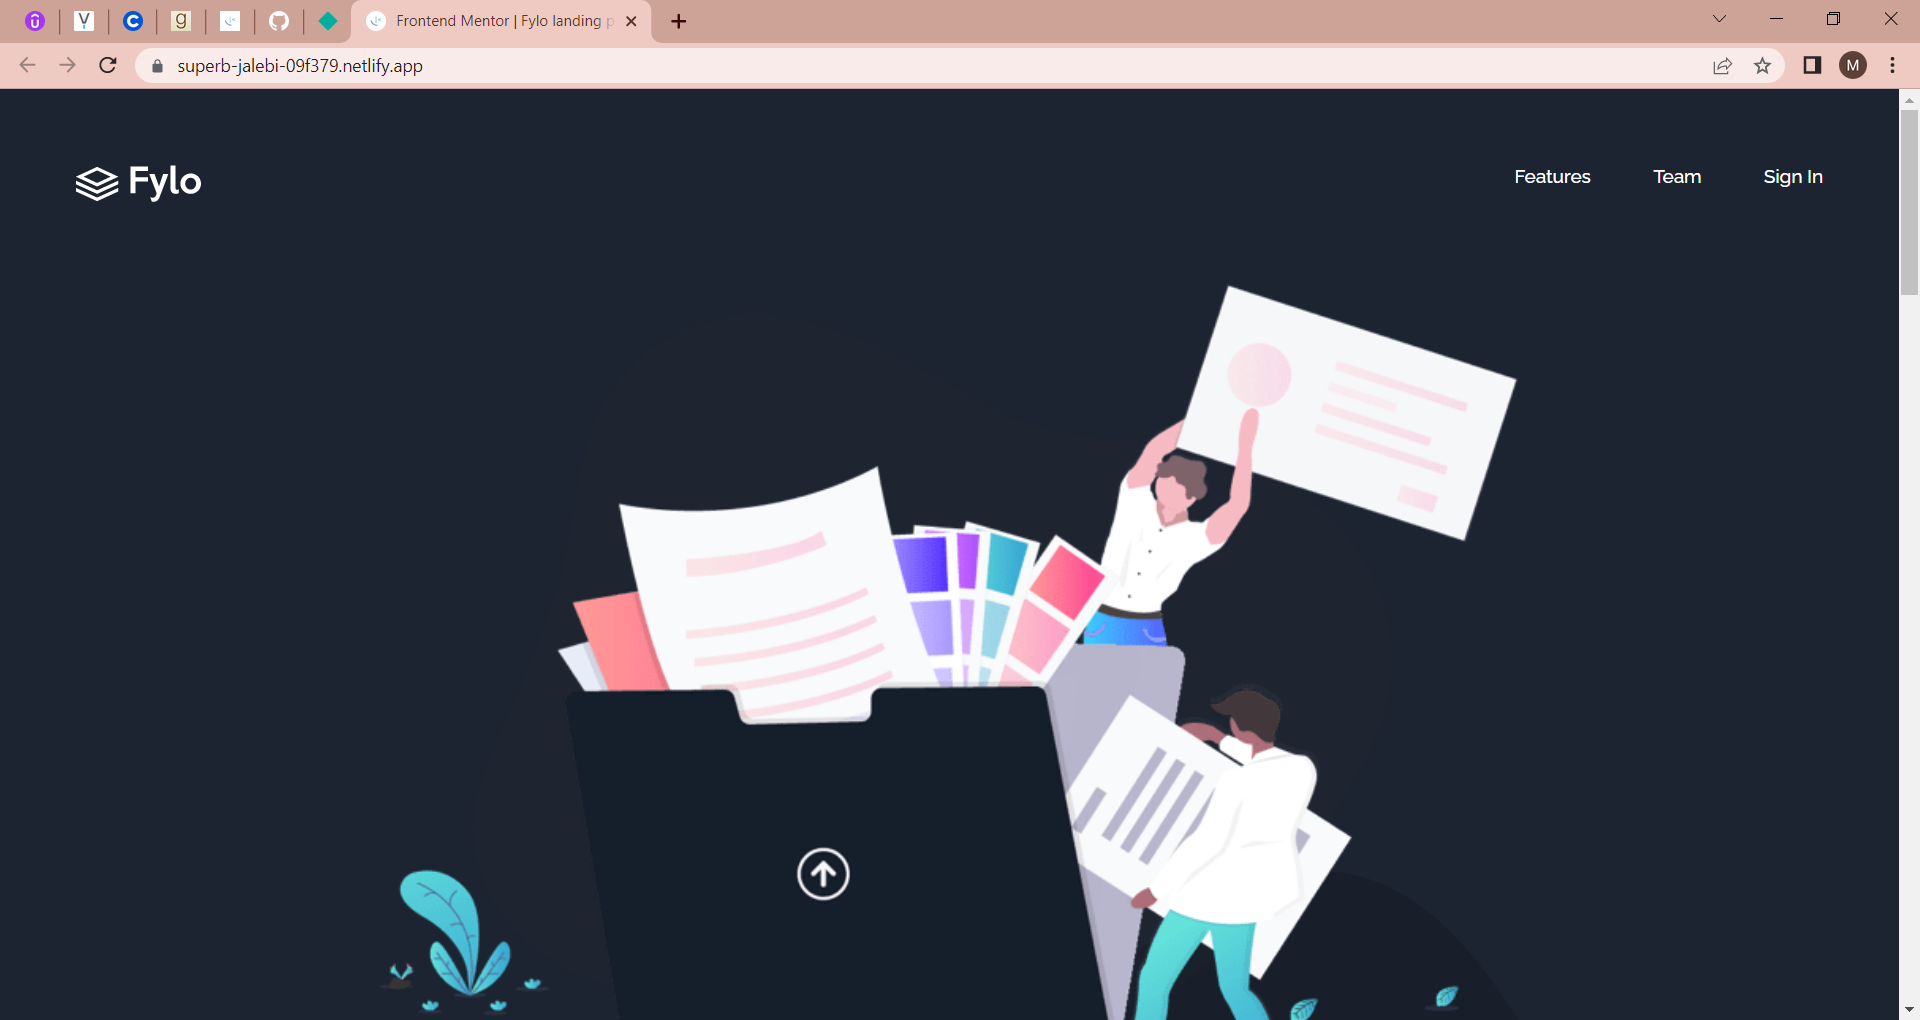 Frontend Mentor | Fylo landing p
superb-jalebi-09f379.netlify.app
M
Fylo
Features
Team
Sign In